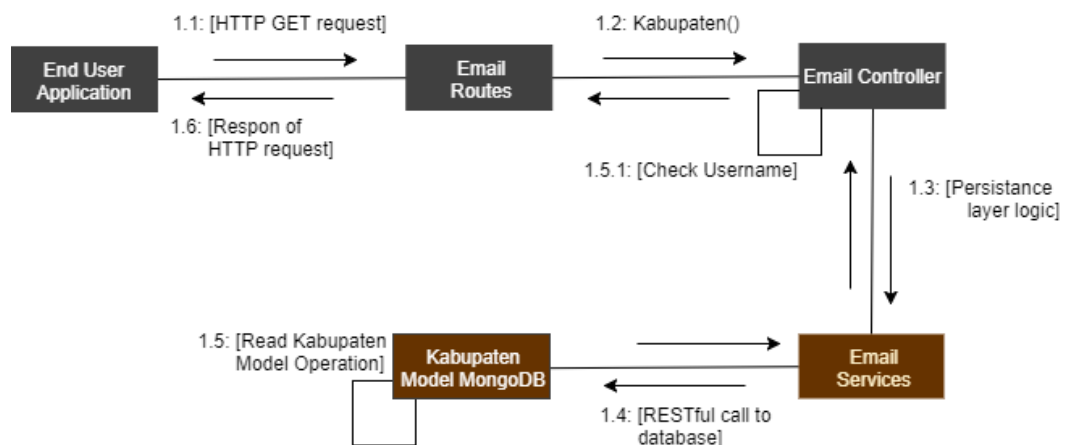 1.1: [HTTP GET request]
1.2: Kabupaten()
End User
Application
Email
Routes
Email Controller
1.6: [Respon of
HTTP request]
1.5.1: [Check Username]
1.3: [Persistance
layer logic]
1.5: [Read Kabupaten
Model Operation]
Kabupaten
Model MongoDB
Email
Services
1.4: [RESTful call to
database]